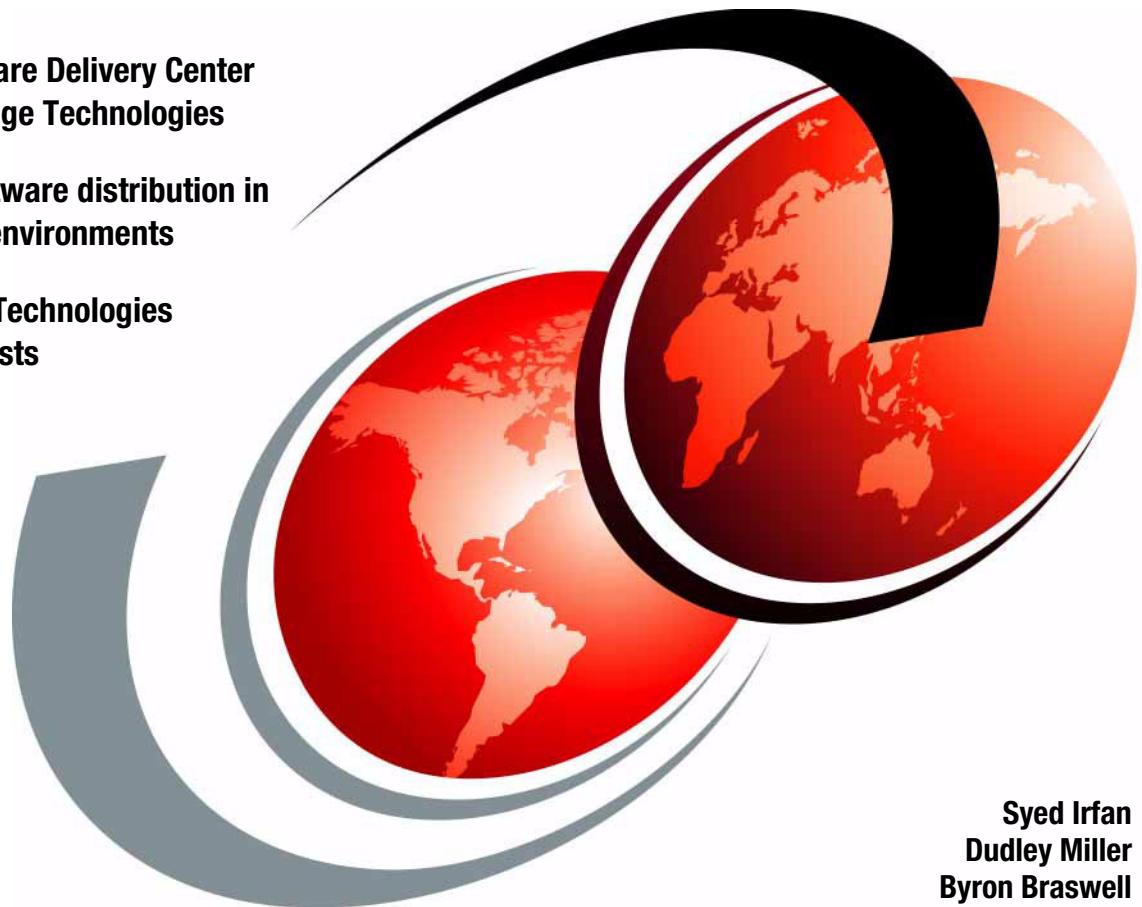 are Delivery Center
ge Technologies
ware distribution in
environments
Technologies
sts
Syed Irfan
Dudley Miller
Byron Braswell